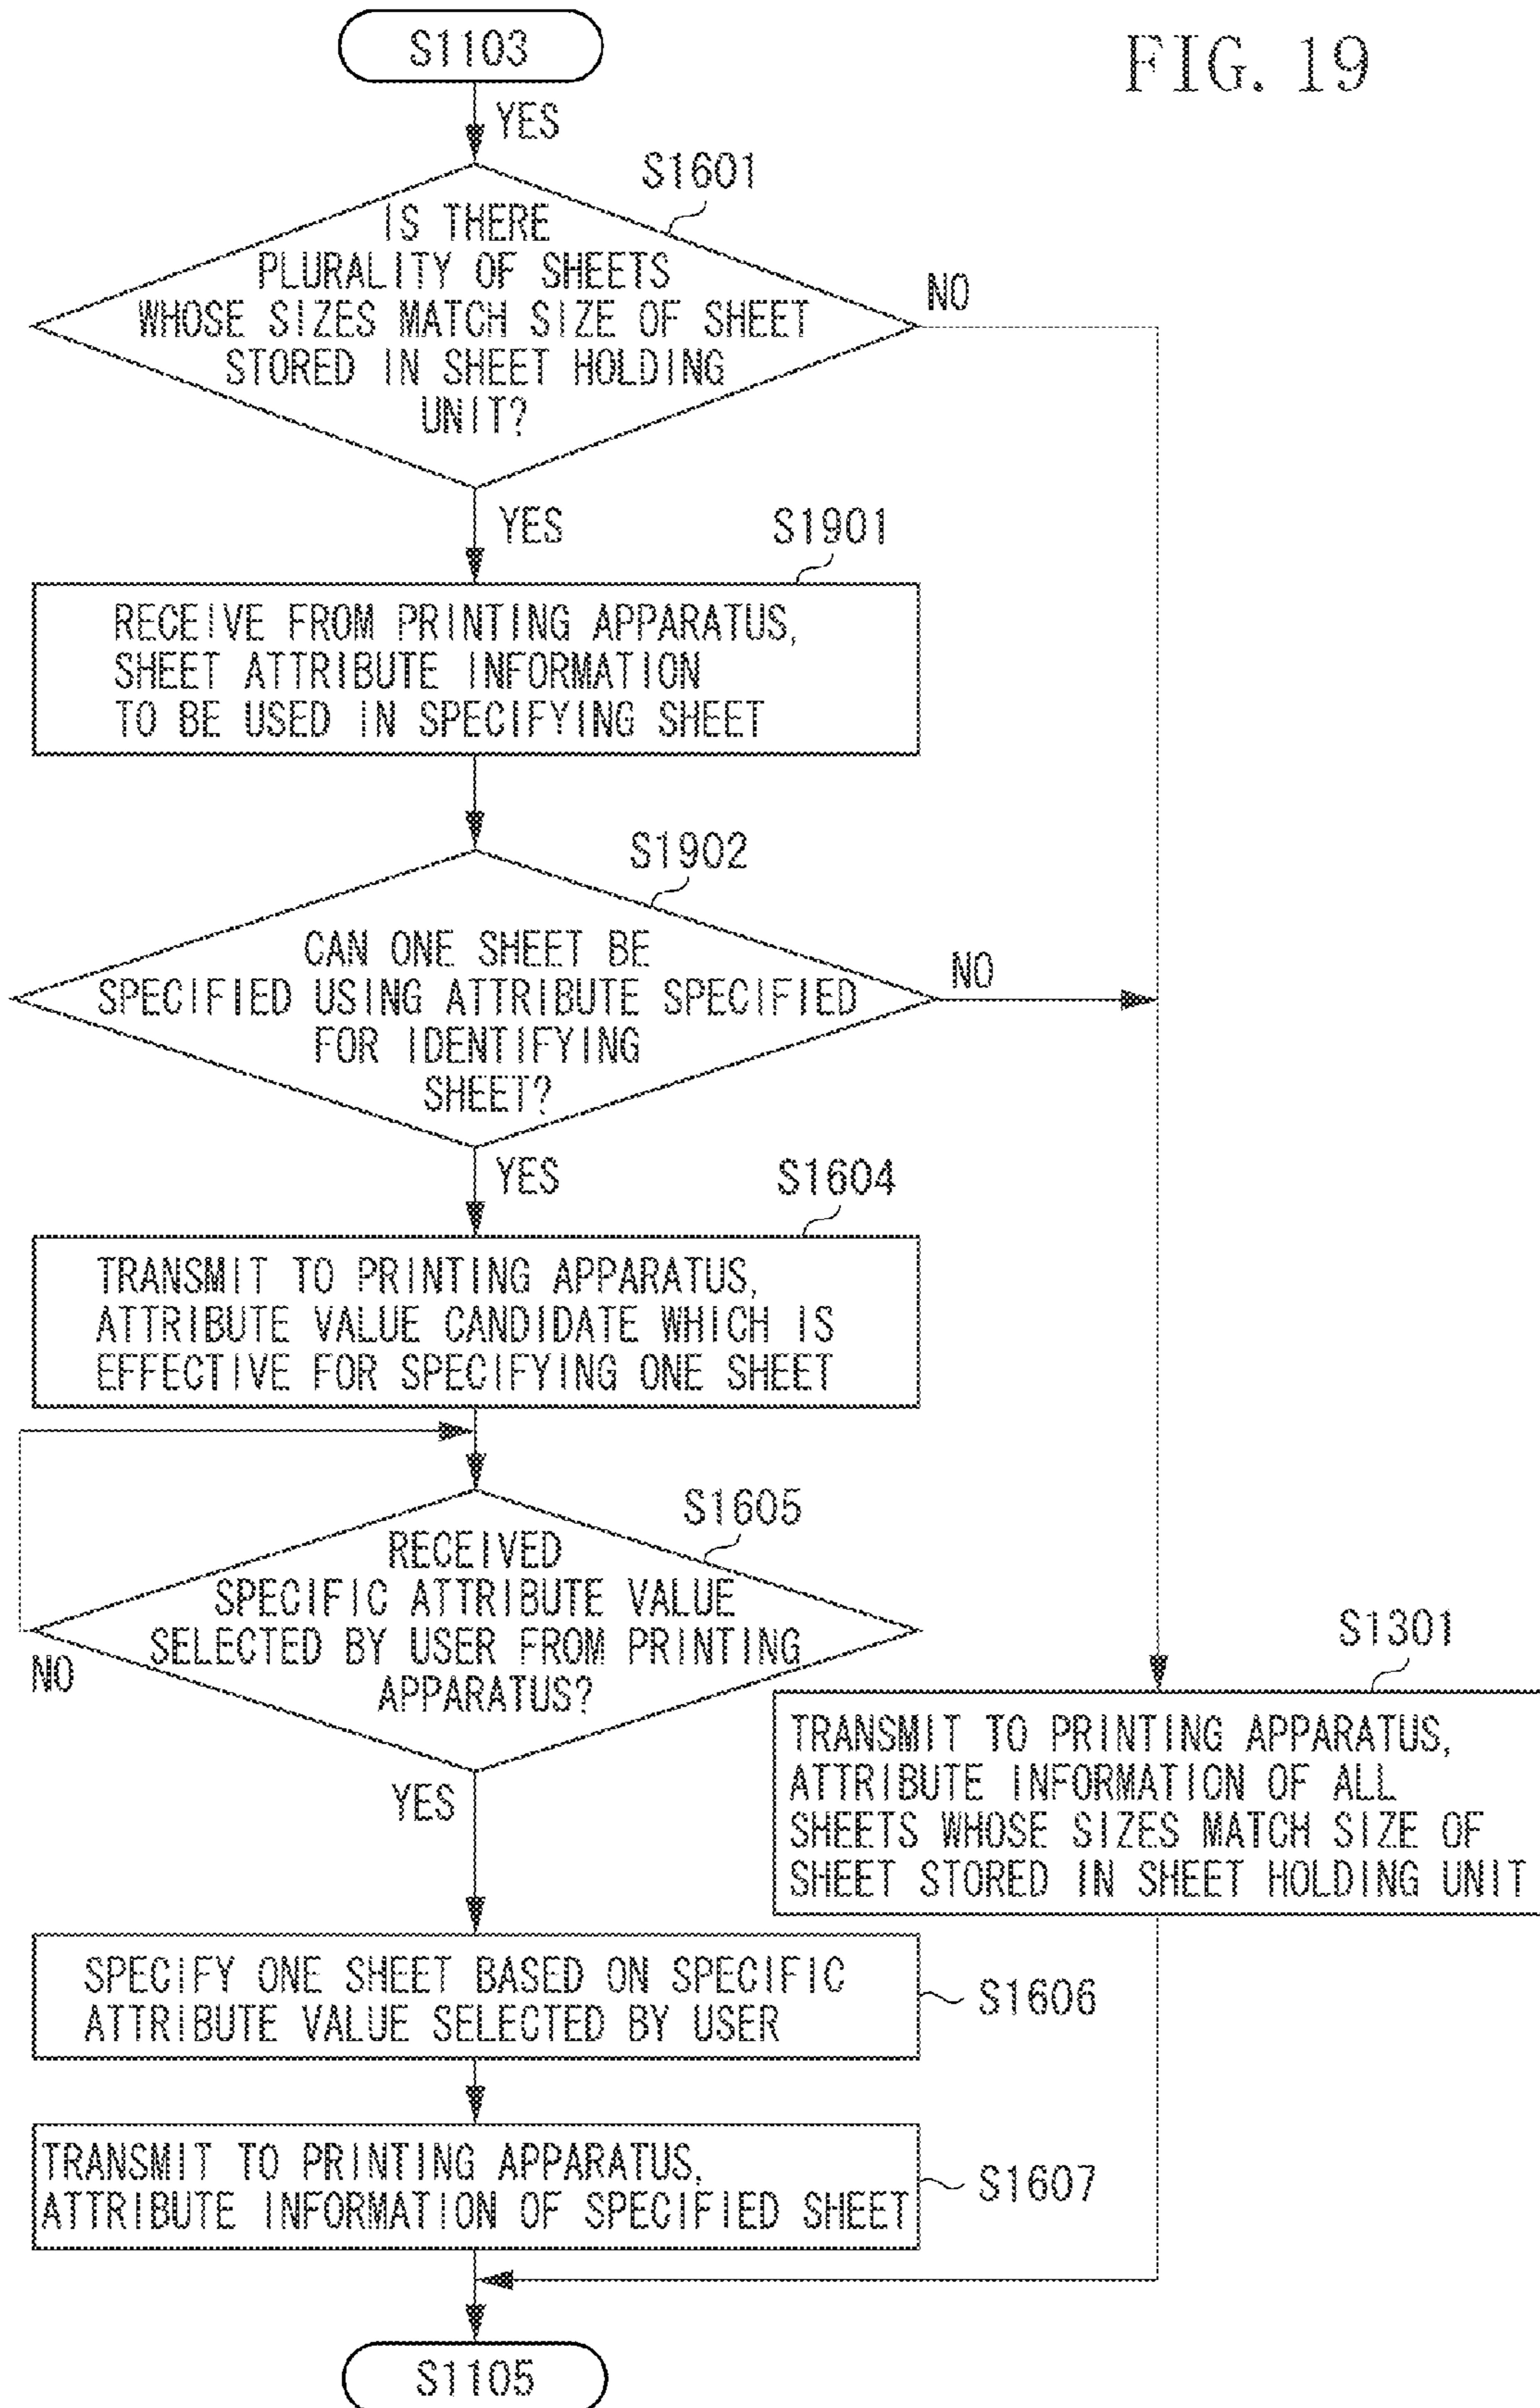 FIG. 19
S1103
YES
S1601
IS THERE
PLURALITY OF SHEETS
WHOSE SIZES MATCH SIZE OF SHEET
STORED IN SHEET HOLDING
UNIT?
NO
YES
S1901
RECEIVE FROM PRINTING APPARATUS,
SHEET ATTRIBUTE INFORMATION
TO BE USED IN SPECIFYING SHEET
S1902
CAN ONE SHEET BE
SPECIFIED USING ATTRIBUTE SPECIFIED
FOR IDENTIFYING
SHEET?
NO
YES
S1604
TRANSMIT TO PRINTING APPARATUS,
ATTRIBUTE VALUE CANDIDATE WHICH IS
EFFECTIVE FOR SPECIFYING ONE SHEET
S1605
RECEIVED
SPECIFIC ATTRIBUTE VALUE
SELECTED BY USER FROM PRINTING
APPARATUS?
NO
YES
S1301
TRANSMIT TO PRINTING APPARATUS,
ATTRIBUTE INFORMATION OF ALL
SHEETS WHOSE SIZES MATCH SIZE OF
SHEET STORED IN SHEET HOLDING UNIT
SPECIFY ONE SHEET BASED ON SPECIFIC
ATTRIBUTE VALUE SELECTED BY USER
S1606
TRANSMIT TO PRINTING APPARATUS,
ATTRIBUTE INFORMATION OF SPECIFIED SHEET
S1607
S1105